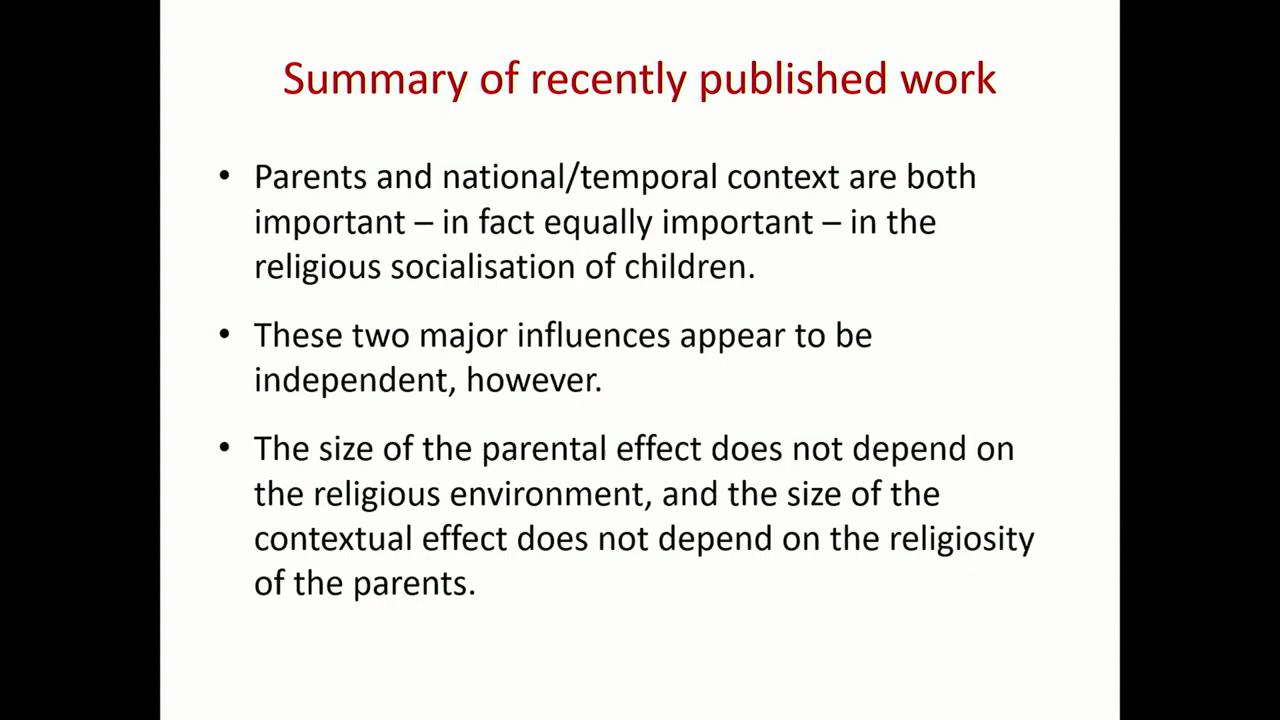 Summary of recently published work
• Parents and national/temporal context are both
important – in fact equally important – in the
religious socialisation of children.
• These two major influences appear to be
independent, however.
• The size of the parental effect does not depend on
the religious environment, and the size of the
contextual effect does not depend on the religiosity
of the parents.